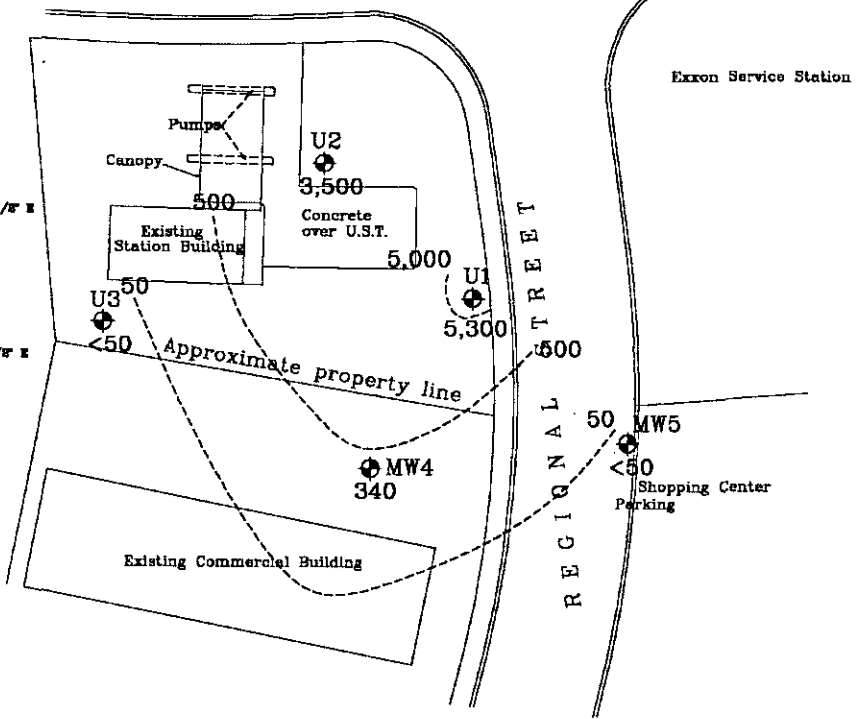 Exxon Service Station
Pumps
U2
Canopy
3,500
500
Concrete
over U.S.T.
Existing
Station Building
5,000
U1
50
U3
5,300
<50
500
Approximate property line
REGIONAL STREET
50
MW5
<50
MW4
340
Shopping Center
Parking
Existing Commercial Building